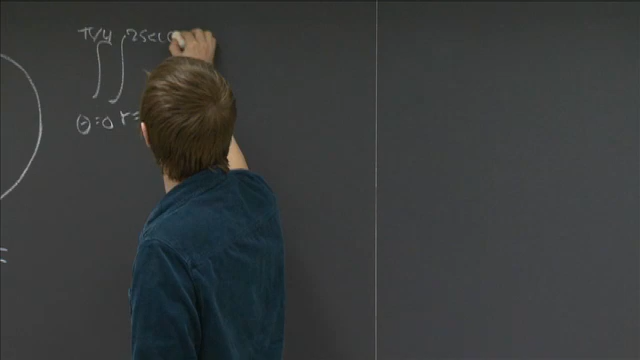 π/4 2sec
∫∫
θ=0 r=
=